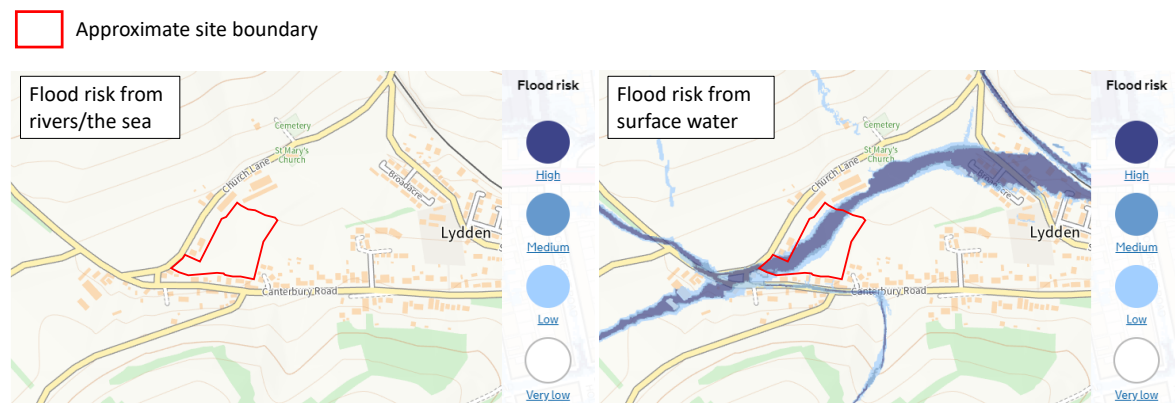 Approximate site boundary
Flood risk from
rivers/the sea
Flood risk
High
Medium
Low
Very low
Cemetery
St Mary's
Church
Church Lane
Broadacre
Lydden
Canterbury Road
Flood risk from
surface water
Flood risk
High
Medium
Low
Very low
Cemetery
St Mary's
Church
Church Lane
Lydden
Canterbury Road